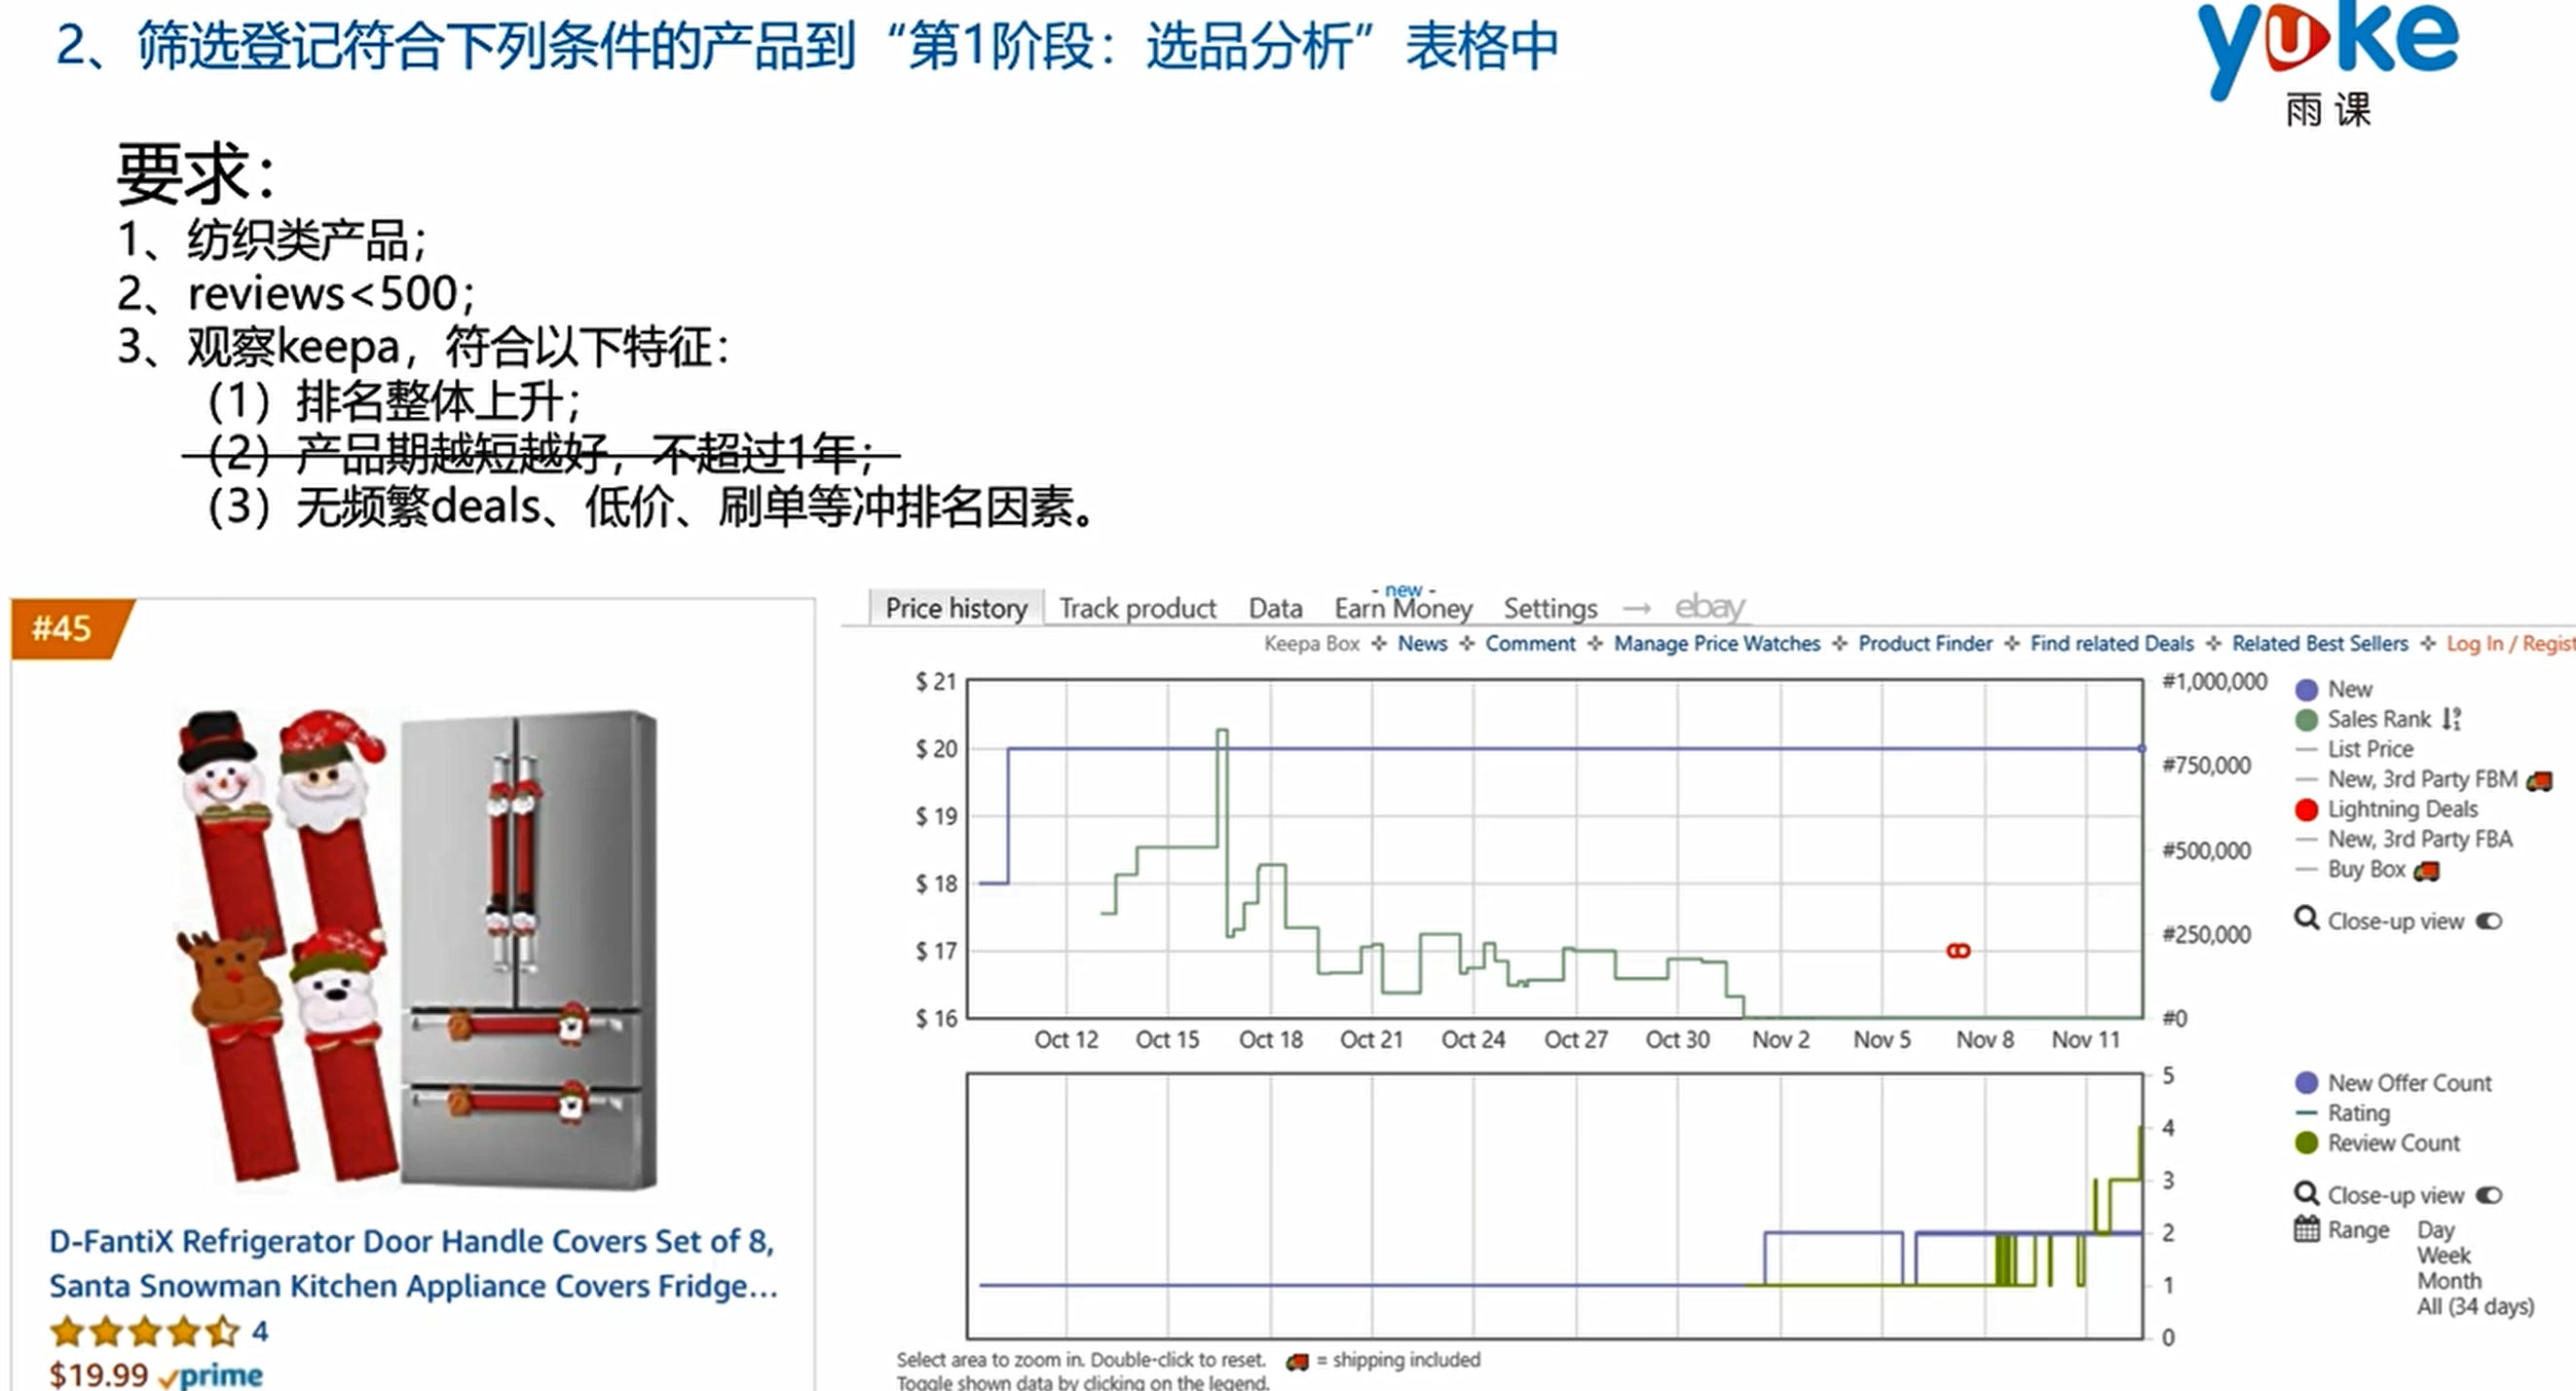 2、筛选登记符合下列条件的产品到“第1阶段：选品分析”表格中
yuke
雨课
要求：
1、纺织类产品；
2、reviews<500；
3、观察keepa，符合以下特征：
（1）排名整体上升；
（2）产品期越短越好，不超过1年；
（3）无频繁deals、低价、刷单等冲排名因素。
#45
D-FantiX Refrigerator Door Handle Covers Set of 8,
Santa Snowman Kitchen Appliance Covers Fridge...
4
$19.99 prime
- new -
Price history Track product Data Earn Money Settings → ebay
Keepa Box ✧ News ✧ Comment ✧ Manage Price Watches ✧ Product Finder ✧ Find related Deals ✧ Related Best Sellers ✧ Log In / Regist
$ 21
$ 20
$ 19
$ 18
$ 17
$ 16
#1,000,000
#750,000
#500,000
#250,000
#0
Oct 12 Oct 15 Oct 18 Oct 21 Oct 24 Oct 27 Oct 30 Nov 2 Nov 5 Nov 8 Nov 11
New
Sales Rank
List Price
New, 3rd Party FBM
Lightning Deals
New, 3rd Party FBA
Buy Box
Close-up view
5
4
3
2
1
0
New Offer Count
Rating
Review Count
Close-up view
Range Day
Week
Month
All (34 days)
Select area to zoom in. Double-click to reset. = shipping included
Toggle shown data by clicking on the legend.